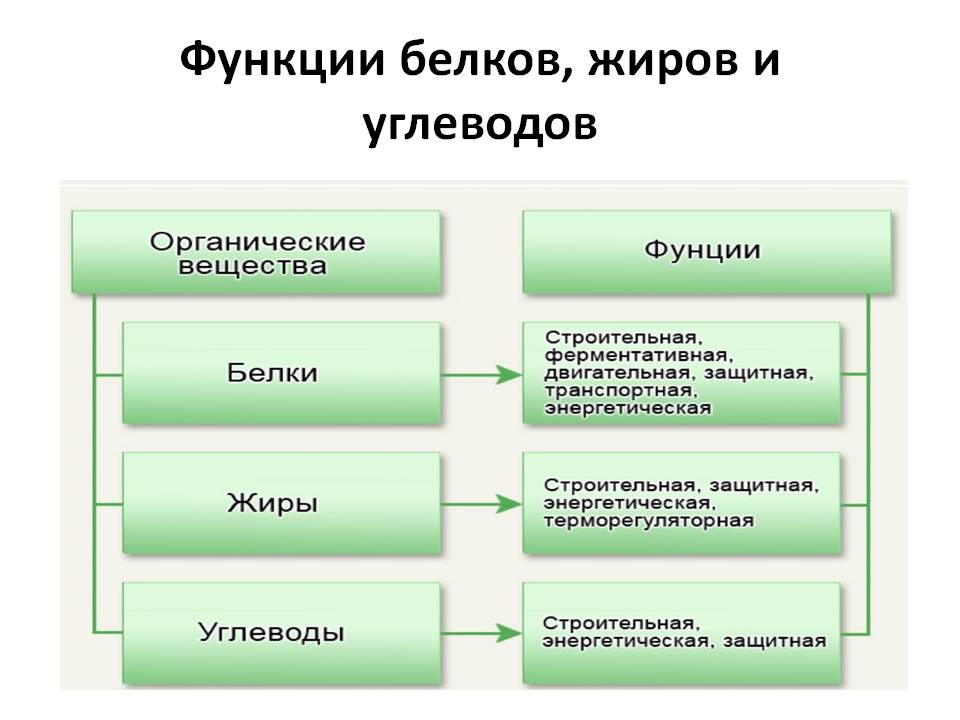 Функции белков, жиров и
углеводов
Органические
вещества
Фунции
Белки
Строительная,
ферментативная,
двигательная, защитная,
транспортная,
энергетическая
Жиры
Строительная, защитная,
энергетическая,
терморегуляторная
Углеводы
Строительная,
энергетическая, защитная